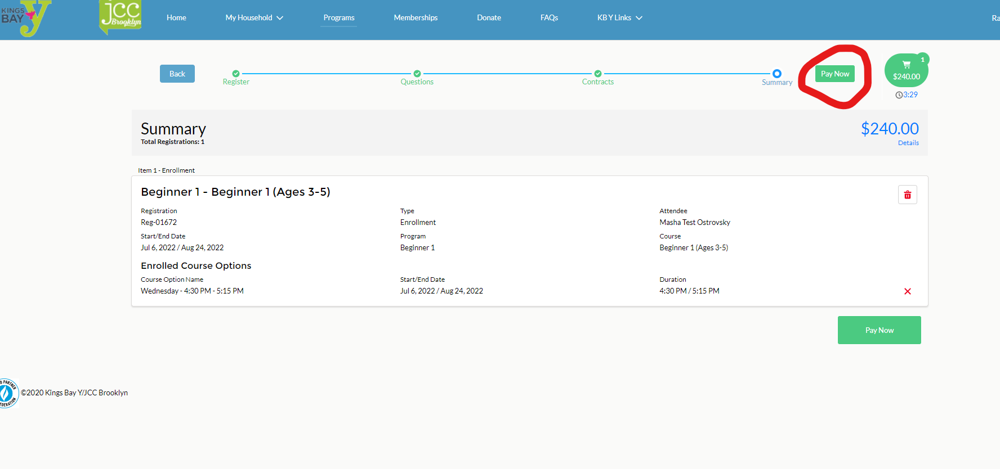 KINGS
BAY y
jcc
Brooklyn
Home
My Household
Programs
Memberships
Donate
FAQs
KB Y Links
Back
Register
Questions
Contracts
Summary
Pay Now
1
$240.00
3:29
Summary
Total Registrations: 1
$240.00
Details
Item 1 - Enrollment
Beginner 1 - Beginner 1 (Ages 3-5)
Registration
Type
Attendee
Reg-01672
Enrollment
Masha Test Ostrovsky
Start/End Date
Program
Course
Jul 6, 2022 / Aug 24, 2022
Beginner 1
Beginner 1 (Ages 3-5)
Enrolled Course Options
Course Option Name
Start/End Date
Duration
Wednesday - 4:30 PM - 5:15 PM
Jul 6, 2022 / Aug 24, 2022
4:30 PM / 5:15 PM
Pay Now
PARTNER
©2020 Kings Bay Y/JCC Brooklyn